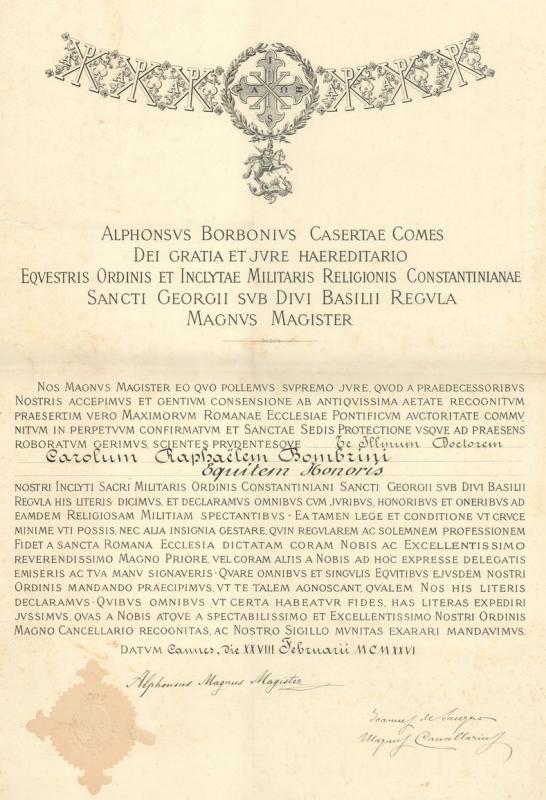 I
A Ω
S
ALPHONSVS BORBONIVS CASERTAE COMES
DEI GRATIA ET JVRE HAEREDITARIO
EQVESTRIS ORDINIS ET INCLYTAE MILITARIS RELIGIONIS CONSTANTINIANAE
SANCTI GEORGII SVB DIVI BASILII REGVLA
MAGNVS MAGISTER
NOS MAGNVS MAGISTER EO QVO POLLEMVS SVPREMO JVRE, QVOD A PRAEDECESSORIBVS
NOSTRIS ACCEPIMVS ET GENTIVM CONSENSIONE AB ANTIQVISSIMA AETATE RECOGNITVM
PRAESERTIM VERO MAXIMORVM ROMANAE ECCLESIAE PONTIFICVM AVCTORITATE COMMV
NITVM IN PERPETVVM CONFIRMATVM ET SANCTAE SEDIS PROTECTIONE VSQVE AD PRAESENS
ROBORATVM GERIMVS, SCIENTES PRVDENTESQVE Te Illmum Doctorem
Carolum Raphaëlem Bombrini
Equitem Honoris
NOSTRI INCLYTI SACRI MILITARIS ORDINIS CONSTANTINIANI SANCTI GEORGII SVB DIVI BASILII
REGVLA HIS LITERIS DICIMVS, ET DECLARAMVS OMNIBVS CVM JVRIBVS, HONORIBVS ET ONERIBVS AD
EAMDEM RELIGIOSAM MILITIAM SPECTANTIBVS · EA TAMEN LEGE ET CONDITIONE VT CRVCE
MINIME VTI POSSIS, NEC ALIA INSIGNIA GESTARE, QVIN REGVLAREM AC SOLEMNEM PROFESSIONEM
FIDEI A SANCTA ROMANA ECCLESIA DICTATAM CORAM NOBIS AC EXCELLENTISSIMO
REVERENDISSIMO MAGNO PRIORE, VEL CORAM ALIIS A NOBIS AD HOC EXPRESSE DELEGATIS
EMISERIS AC TVA MANV SIGNAVERIS · QVARE OMNIBVS ET SINGVLIS EQVITIBVS EJVSDEM NOSTRI
ORDINIS MANDANDO PRAECIPIMVS, VT TE TALEM AGNOSCANT, QVALEM NOS HIS LITERIS
DECLARAMVS · QVIBVS OMNIBVS VT CERTA HABEATVR FIDES, HAS LITERAS EXPEDIRI
JVSSIMVS, QVAS A NOBIS ATQVE A SPECTABILISSIMO ET EXCELLENTISSIMO NOSTRI ORDINIS
MAGNO CANCELLARIO RECOGNITAS, AC NOSTRO SIGILLO MVNITAS EXARARI MANDAVIMVS.
DATVM Cannes, Die XXVIII Februarii MCMXXVI
Alphonsus Magnus Magister
Magnus Cancellarius